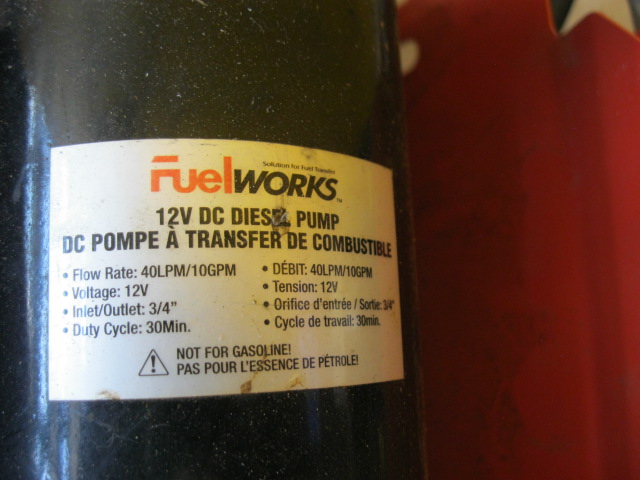 Solution for Fuel Transfer
FuelWORKS™
12V DC DIESEL PUMP
DC POMPE À TRANSFER DE COMBUSTIBLE
• Flow Rate: 40LPM/10GPM
• Voltage: 12V
• Inlet/Outlet: 3/4"
• Duty Cycle: 30Min.
• DÉBIT: 40LPM/10GPM
• Tension: 12V
• Orifice d'entrée / Sortie: 3/4"
• Cycle de travail: 30min.
NOT FOR GASOLINE!
PAS POUR L'ESSENCE DE PÉTROLE!